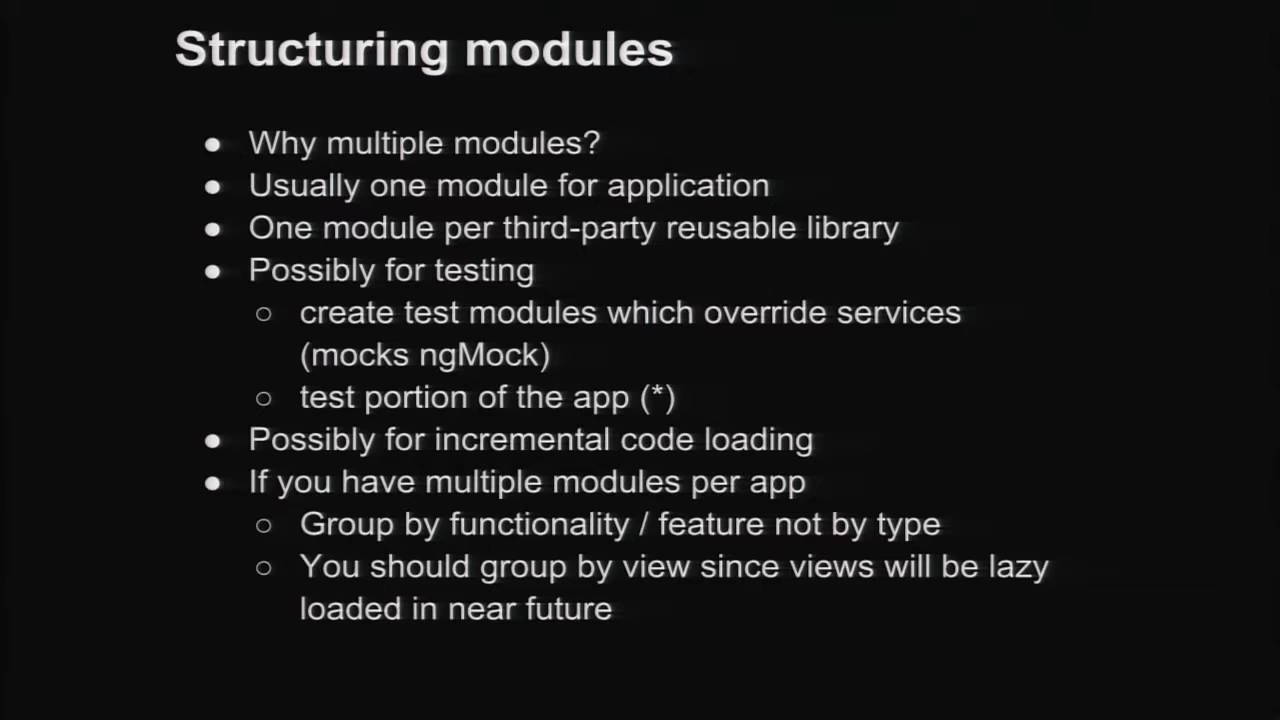 Structuring modules
● Why multiple modules?
● Usually one module for application
● One module per third-party reusable library
● Possibly for testing
○ create test modules which override services
(mocks ngMock)
○ test portion of the app (*)
● Possibly for incremental code loading
● If you have multiple modules per app
○ Group by functionality / feature not by type
○ You should group by view since views will be lazy
loaded in near future